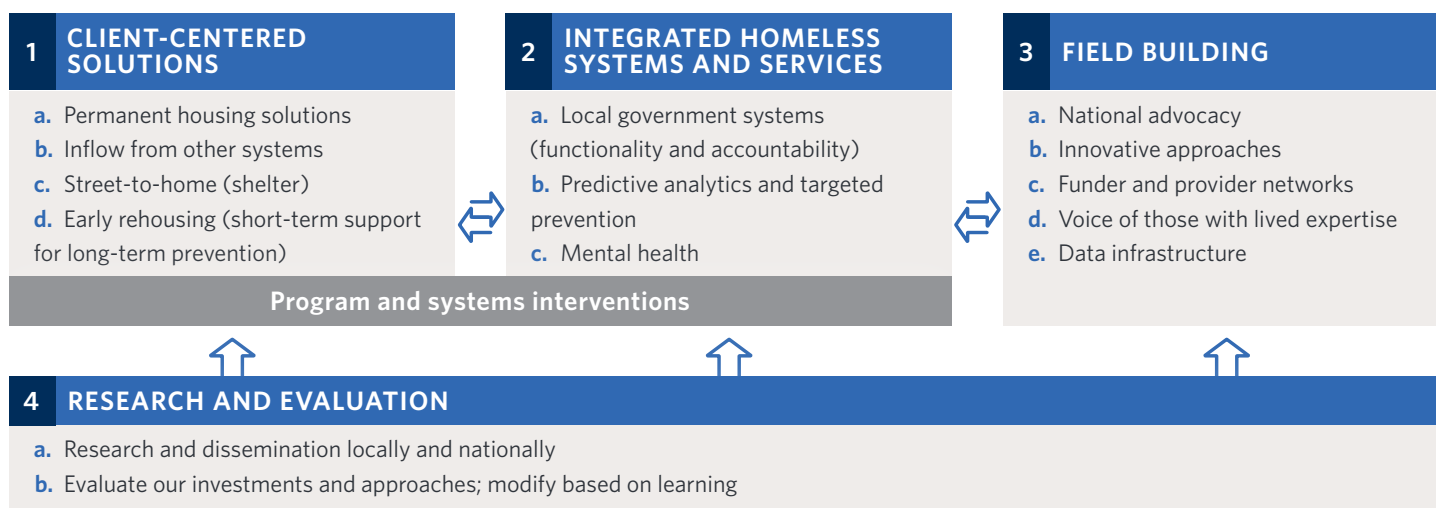 1 CLIENT-CENTERED
SOLUTIONS
a. Permanent housing solutions
b. Inflow from other systems
c. Street-to-home (shelter)
d. Early rehousing (short-term support
for long-term prevention)
2 INTEGRATED HOMELESS
SYSTEMS AND SERVICES
a. Local government systems
(functionality and accountability)
b. Predictive analytics and targeted
prevention
c. Mental health
Program and systems interventions
3 FIELD BUILDING
a. National advocacy
b. Innovative approaches
c. Funder and provider networks
d. Voice of those with lived expertise
e. Data infrastructure
4 RESEARCH AND EVALUATION
a. Research and dissemination locally and nationally
b. Evaluate our investments and approaches; modify based on learning